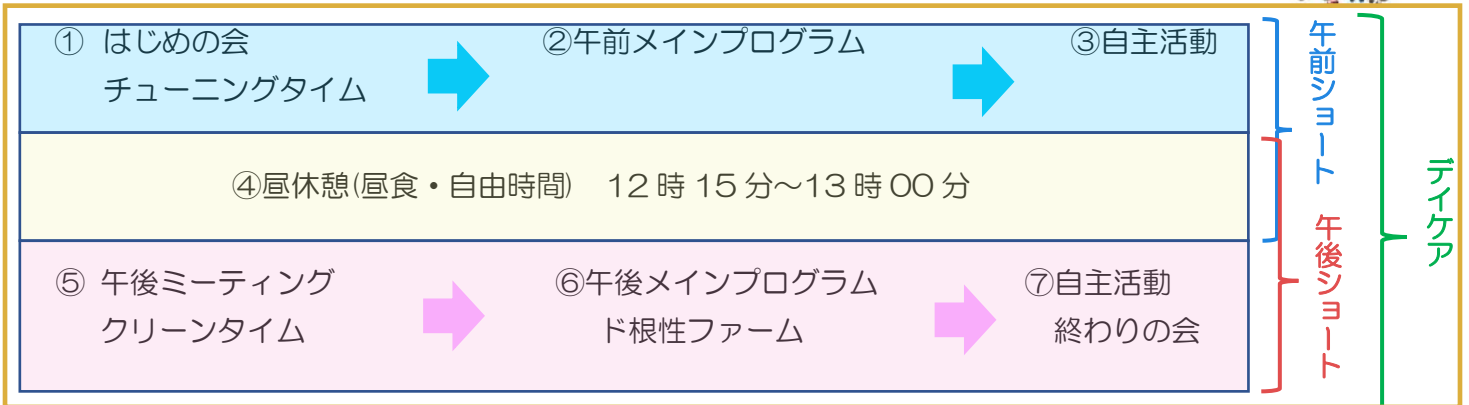 ① はじめの会
チューニングタイム
②午前メインプログラム
③自主活動
④昼休憩(昼食・自由時間) 12時15分～13時00分
⑤ 午後ミーティング
クリーンタイム
⑥午後メインプログラム
ド根性ファーム
⑦自主活動
終わりの会
午前ショート
午後ショート
デイケア